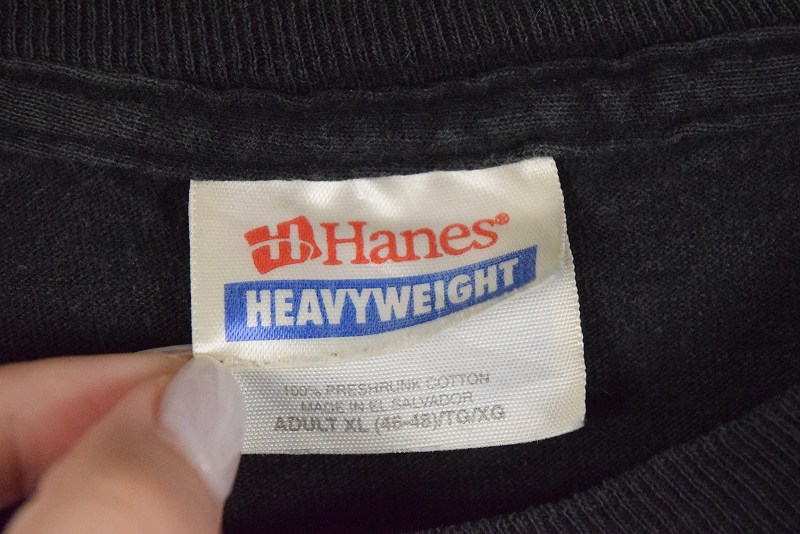 Hanes®
HEAVYWEIGHT
100% PRESHRUNK COTTON
MADE IN EL SALVADOR
ADULT XL (46-48)/TG/XG